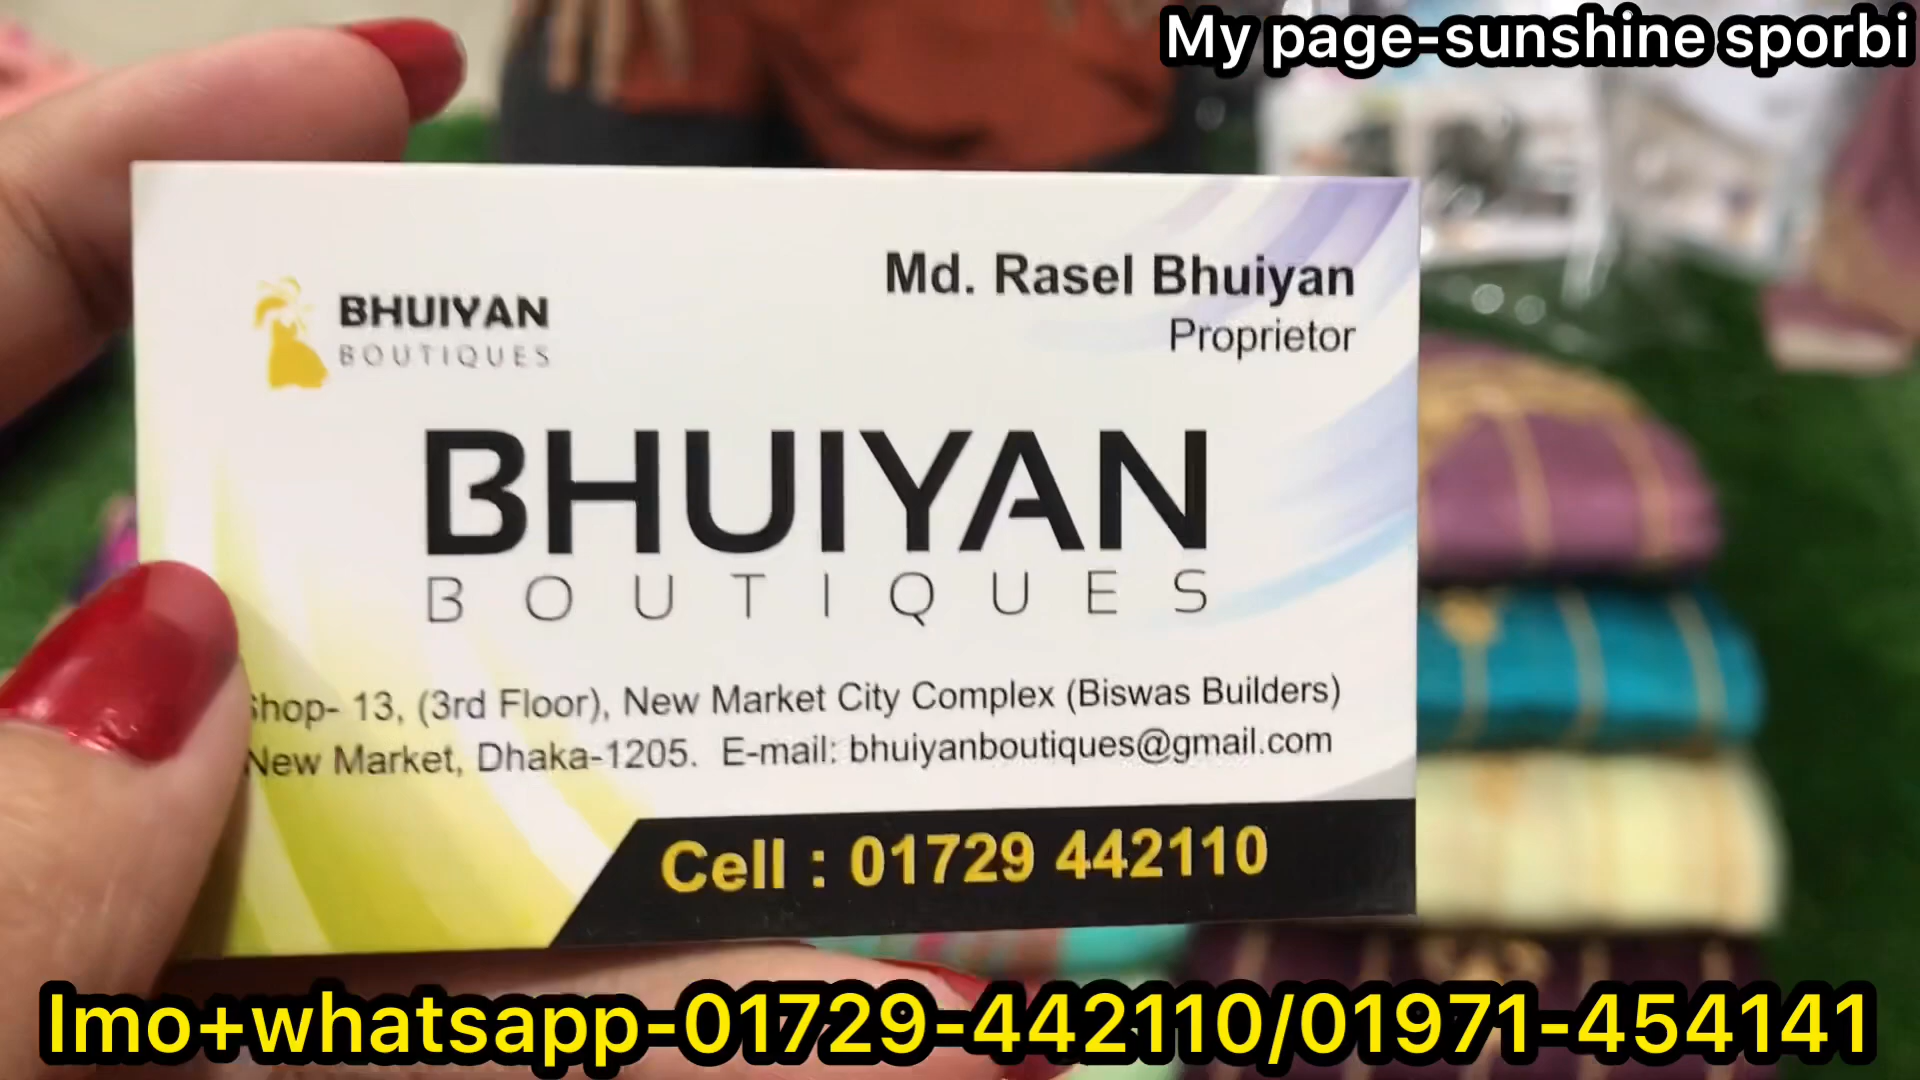 My page-sunshine sporbi
BHUIYAN
BOUTIQUES
Md. Rasel Bhuiyan
Proprietor
BHUIYAN
BOUTIQUES
Shop- 13, (3rd Floor), New Market City Complex (Biswas Builders)
New Market, Dhaka-1205. E-mail: bhuiyanboutiques@gmail.com
Cell : 01729 442110
Imo+whatsapp-01729-442110/01971-454141